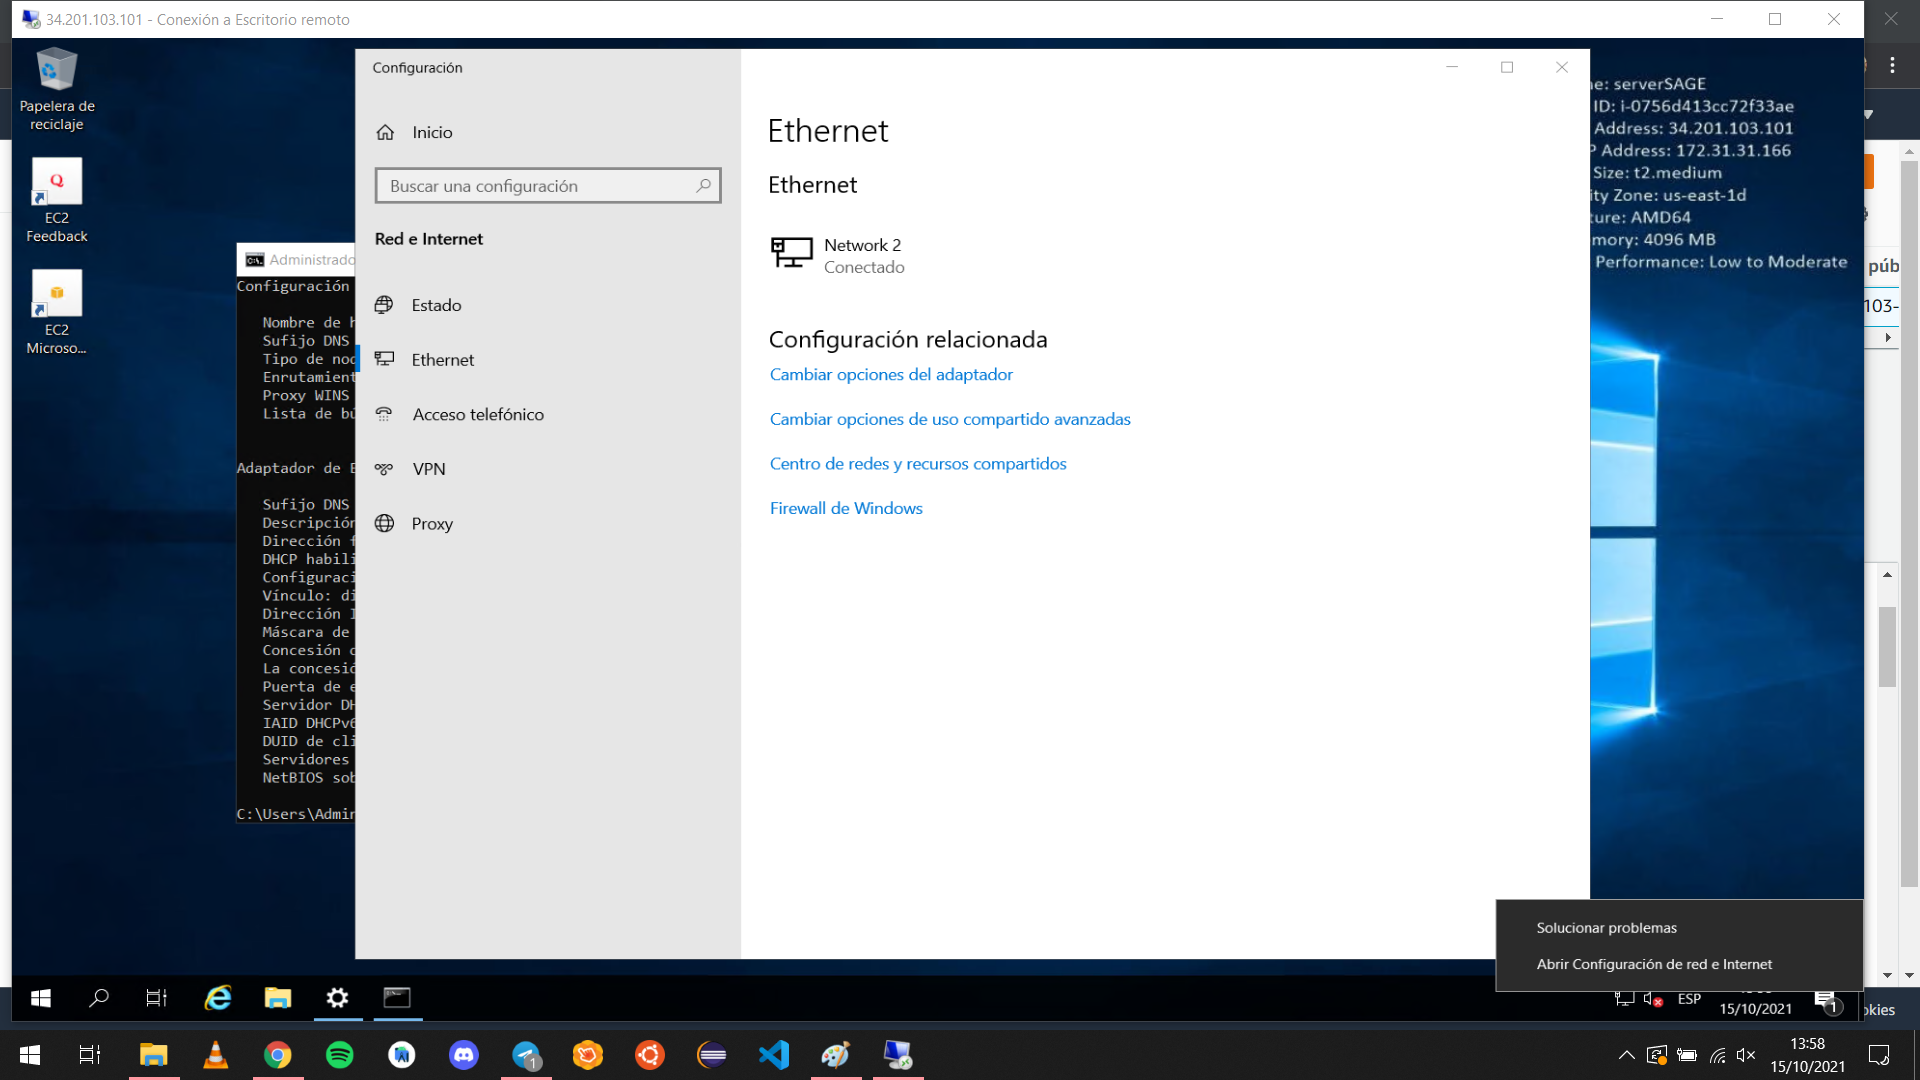 34.201.103.101 - Conexión a Escritorio remoto
Papelera de
reciclaje
EC2
Feedback
EC2
Microso...
Administrado
Configuración
Nombre de h
Sufijo DNS
Tipo de nod
Enrutamient
Proxy WINS
Lista de bú
Adaptador de E
Sufijo DNS
Descripción
Dirección f
DHCP habili
Configuraci
Vínculo: di
Dirección I
Máscara de
Concesión d
La concesió
Puerta de e
Servidor DH
IAID DHCPv6
DUID de cli
Servidores
NetBIOS sob
C:\Users\Admin
Configuración
Inicio
Buscar una configuración
Red e Internet
Estado
Ethernet
Acceso telefónico
VPN
Proxy
Ethernet
Ethernet
Network 2
Conectado
Configuración relacionada
Cambiar opciones del adaptador
Cambiar opciones de uso compartido avanzadas
Centro de redes y recursos compartidos
Firewall de Windows
me: serverSAGE
ID: i-0756d413cc72f33ae
Address: 34.201.103.101
P Address: 172.31.31.166
Size: t2.medium
ity Zone: us-east-1d
ture: AMD64
mory: 4096 MB
Performance: Low to Moderate
púb
103-
Solucionar problemas
Abrir Configuración de red e Internet
ESP
15/10/2021
1
okies
1
13:58
15/10/2021